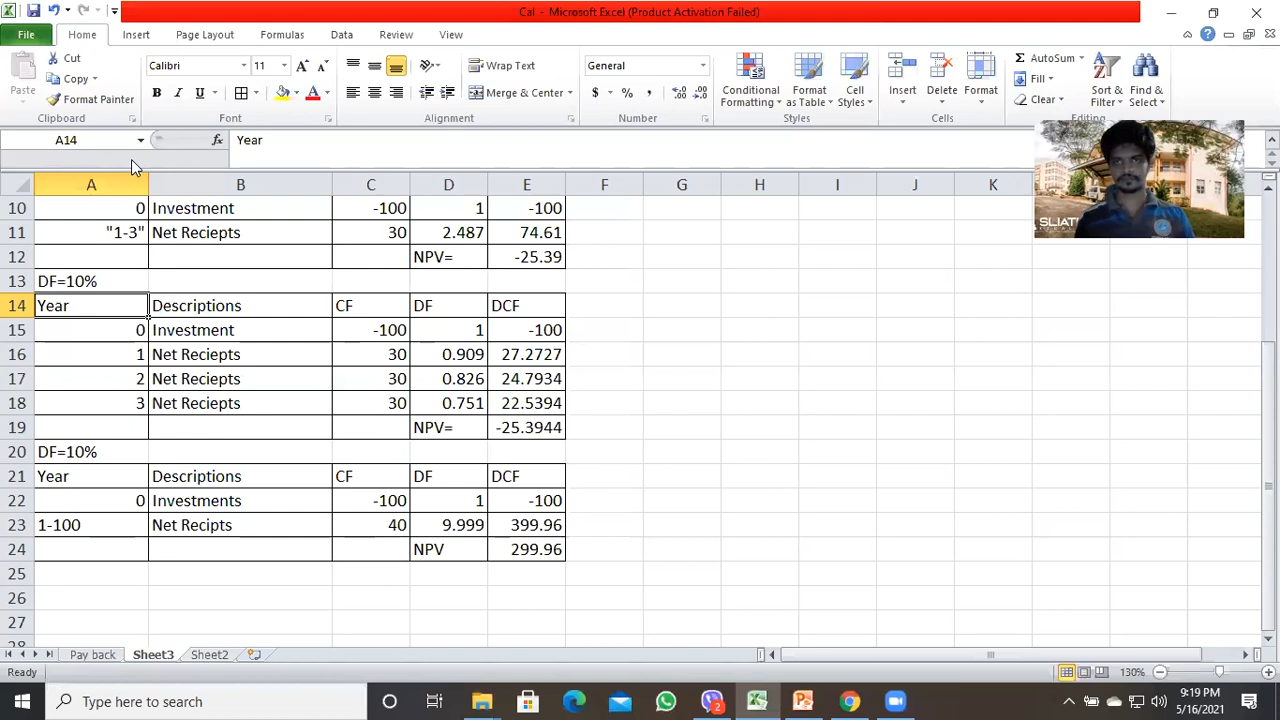 Cal - Microsoft Excel (Product Activation Failed)
File Home Insert Page Layout Formulas Data Review View
Paste Cut Copy Format Painter Clipboard
Calibri 11 A A B I U A Font
Wrap Text Merge & Center Alignment
General $ % , Number
Conditional Formatting Format as Table Cell Styles Styles
Insert Delete Format
Σ AutoSum Fill Clear Sort & Filter Find & Select Editing
A14 fx Year
A B C D E F G H I J K
10 0 Investment -100 1 -100
11 "1-3" Net Reciepts 30 2.487 74.61
12 NPV= -25.39
13 DF=10%
14 Year Descriptions CF DF DCF
15 0 Investment -100 1 -100
16 1 Net Reciepts 30 0.909 27.2727
17 2 Net Reciepts 30 0.826 24.7934
18 3 Net Reciepts 30 0.751 22.5394
19 NPV= -25.3944
20 DF=10%
21 Year Descriptions CF DF DCF
22 0 Investments -100 1 -100
23 1-100 Net Recipts 40 9.999 399.96
24 NPV 299.96
25
26
27
28
SLIAT
Pay back Sheet3 Sheet2
Ready 130%
Type here to search 2 9:19 PM
5/16/2021